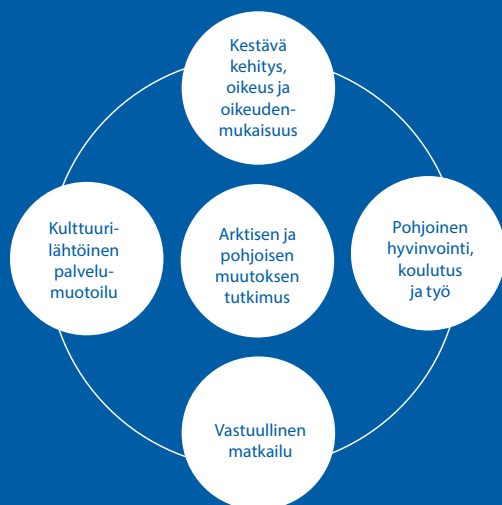 Kestävä
kehitys,
oikeus ja
oikeuden-
mukaisuus
Kulttuuri-
lähtöinen
palvelu-
muotoilu
Arktisen ja
pohjoisen
muutoksen
tutkimus
Pohjoinen
hyvinvointi,
koulutus
ja työ
Vastuullinen
matkailu